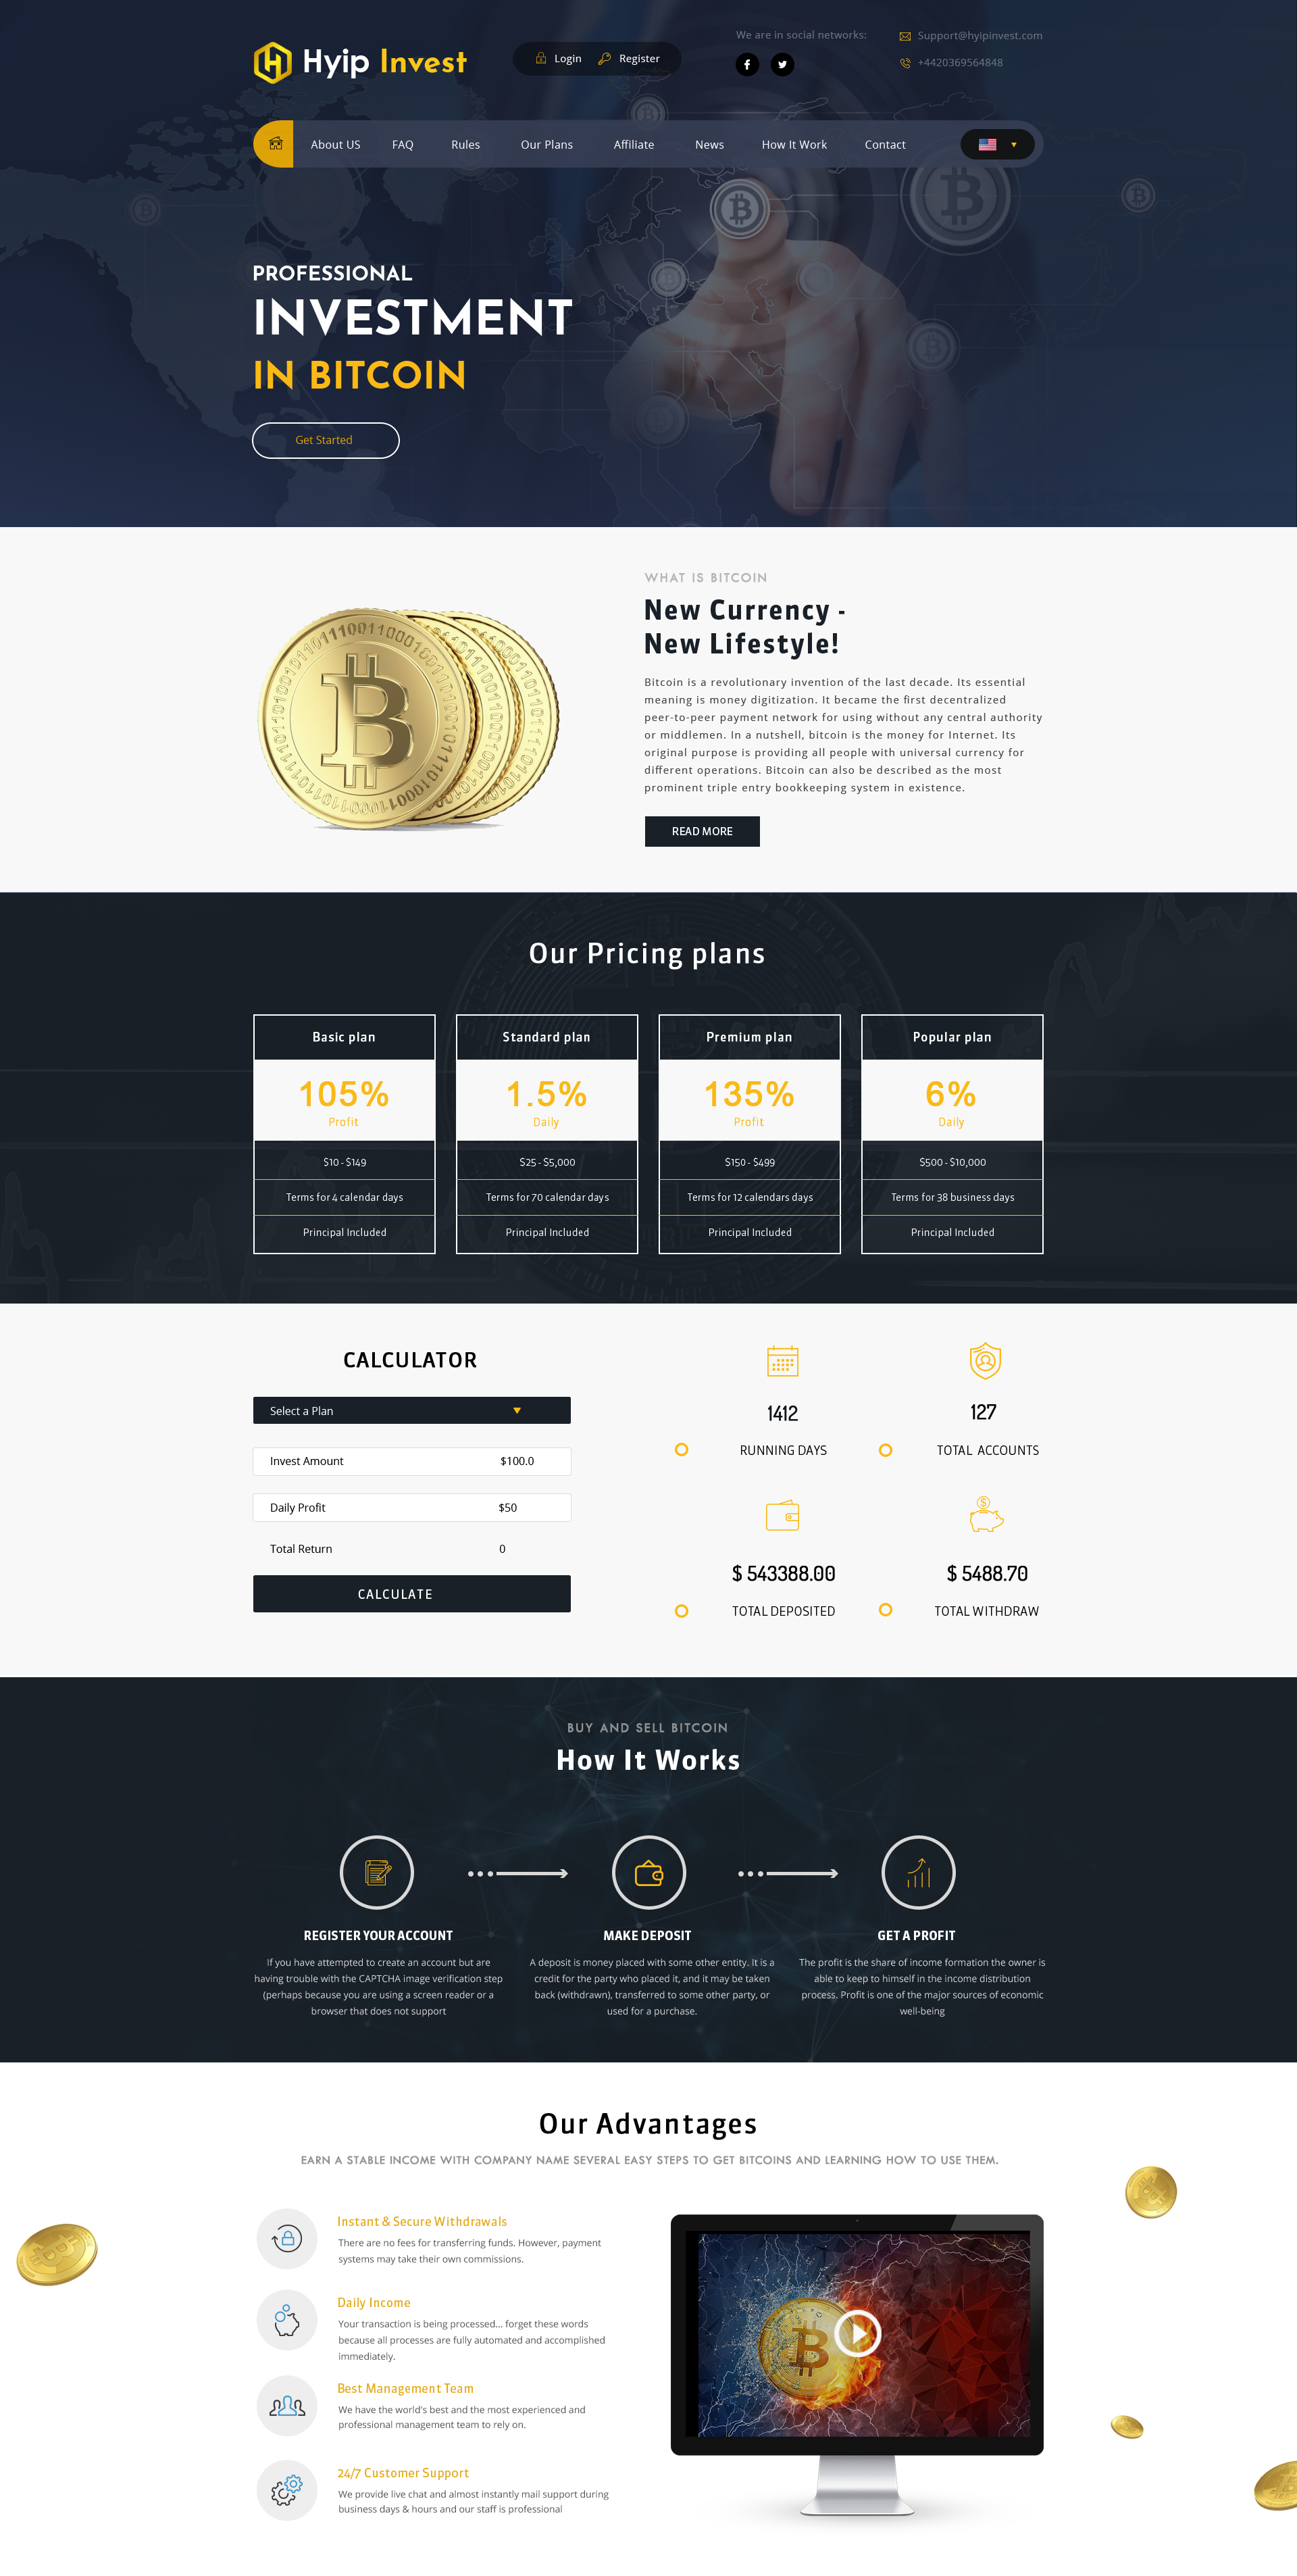 Hyip Invest
Login
Register
We are in social networks:
Support@hyipinvest.com
+4420369564848
About US
FAQ
Rules
Our Plans
Affiliate
News
How It Work
Contact
PROFESSIONAL
INVESTMENT
IN BITCOIN
Get Started
WHAT IS BITCOIN
New Currency -
New Lifestyle!
Bitcoin is a revolutionary invention of the last decade. Its essential
meaning is money digitization. It became the first decentralized
peer-to-peer payment network for using without any central authority
or middlemen. In a nutshell, bitcoin is the money for Internet. Its
original purpose is providing all people with universal currency for
different operations. Bitcoin can also be described as the most
prominent triple entry bookkeeping system in existence.
READ MORE
Our Pricing plans
Basic plan
105%
Profit
$10 - $149
Terms for 4 calendar days
Principal Included
Standard plan
1.5%
Daily
$25 - $5,000
Terms for 70 calendar days
Principal Included
Premium plan
135%
Profit
$150 - $499
Terms for 12 calendars days
Principal Included
Popular plan
6%
Daily
$500 - $10,000
Terms for 38 business days
Principal Included
CALCULATOR
Select a Plan
Invest Amount $100.0
Daily Profit $50
Total Return 0
CALCULATE
1412
RUNNING DAYS
127
TOTAL ACCOUNTS
$ 543388.00
TOTAL DEPOSITED
$ 5488.70
TOTAL WITHDRAW
BUY AND SELL BITCOIN
How It Works
REGISTER YOUR ACCOUNT
If you have attempted to create an account but are
having trouble with the CAPTCHA image verification step
(perhaps because you are using a screen reader or a
browser that does not support
MAKE DEPOSIT
A deposit is money placed with some other entity. It is a
credit for the party who placed it, and it may be taken
back (withdrawn), transferred to some other party, or
used for a purchase.
GET A PROFIT
The profit is the share of income formation the owner is
able to keep to himself in the income distribution
process. Profit is one of the major sources of economic
well-being
Our Advantages
EARN A STABLE INCOME WITH COMPANY NAME SEVERAL EASY STEPS TO GET BITCOINS AND LEARNING HOW TO USE THEM.
Instant & Secure Withdrawals
There are no fees for transferring funds. However, payment
systems may take their own commissions.
Daily Income
Your transaction is being processed... forget these words
because all processes are fully automated and accomplished
immediately.
Best Management Team
We have the world's best and the most experienced and
professional management team to rely on.
24/7 Customer Support
We provide live chat and almost instantly mail support during
business days & hours and our staff is professional